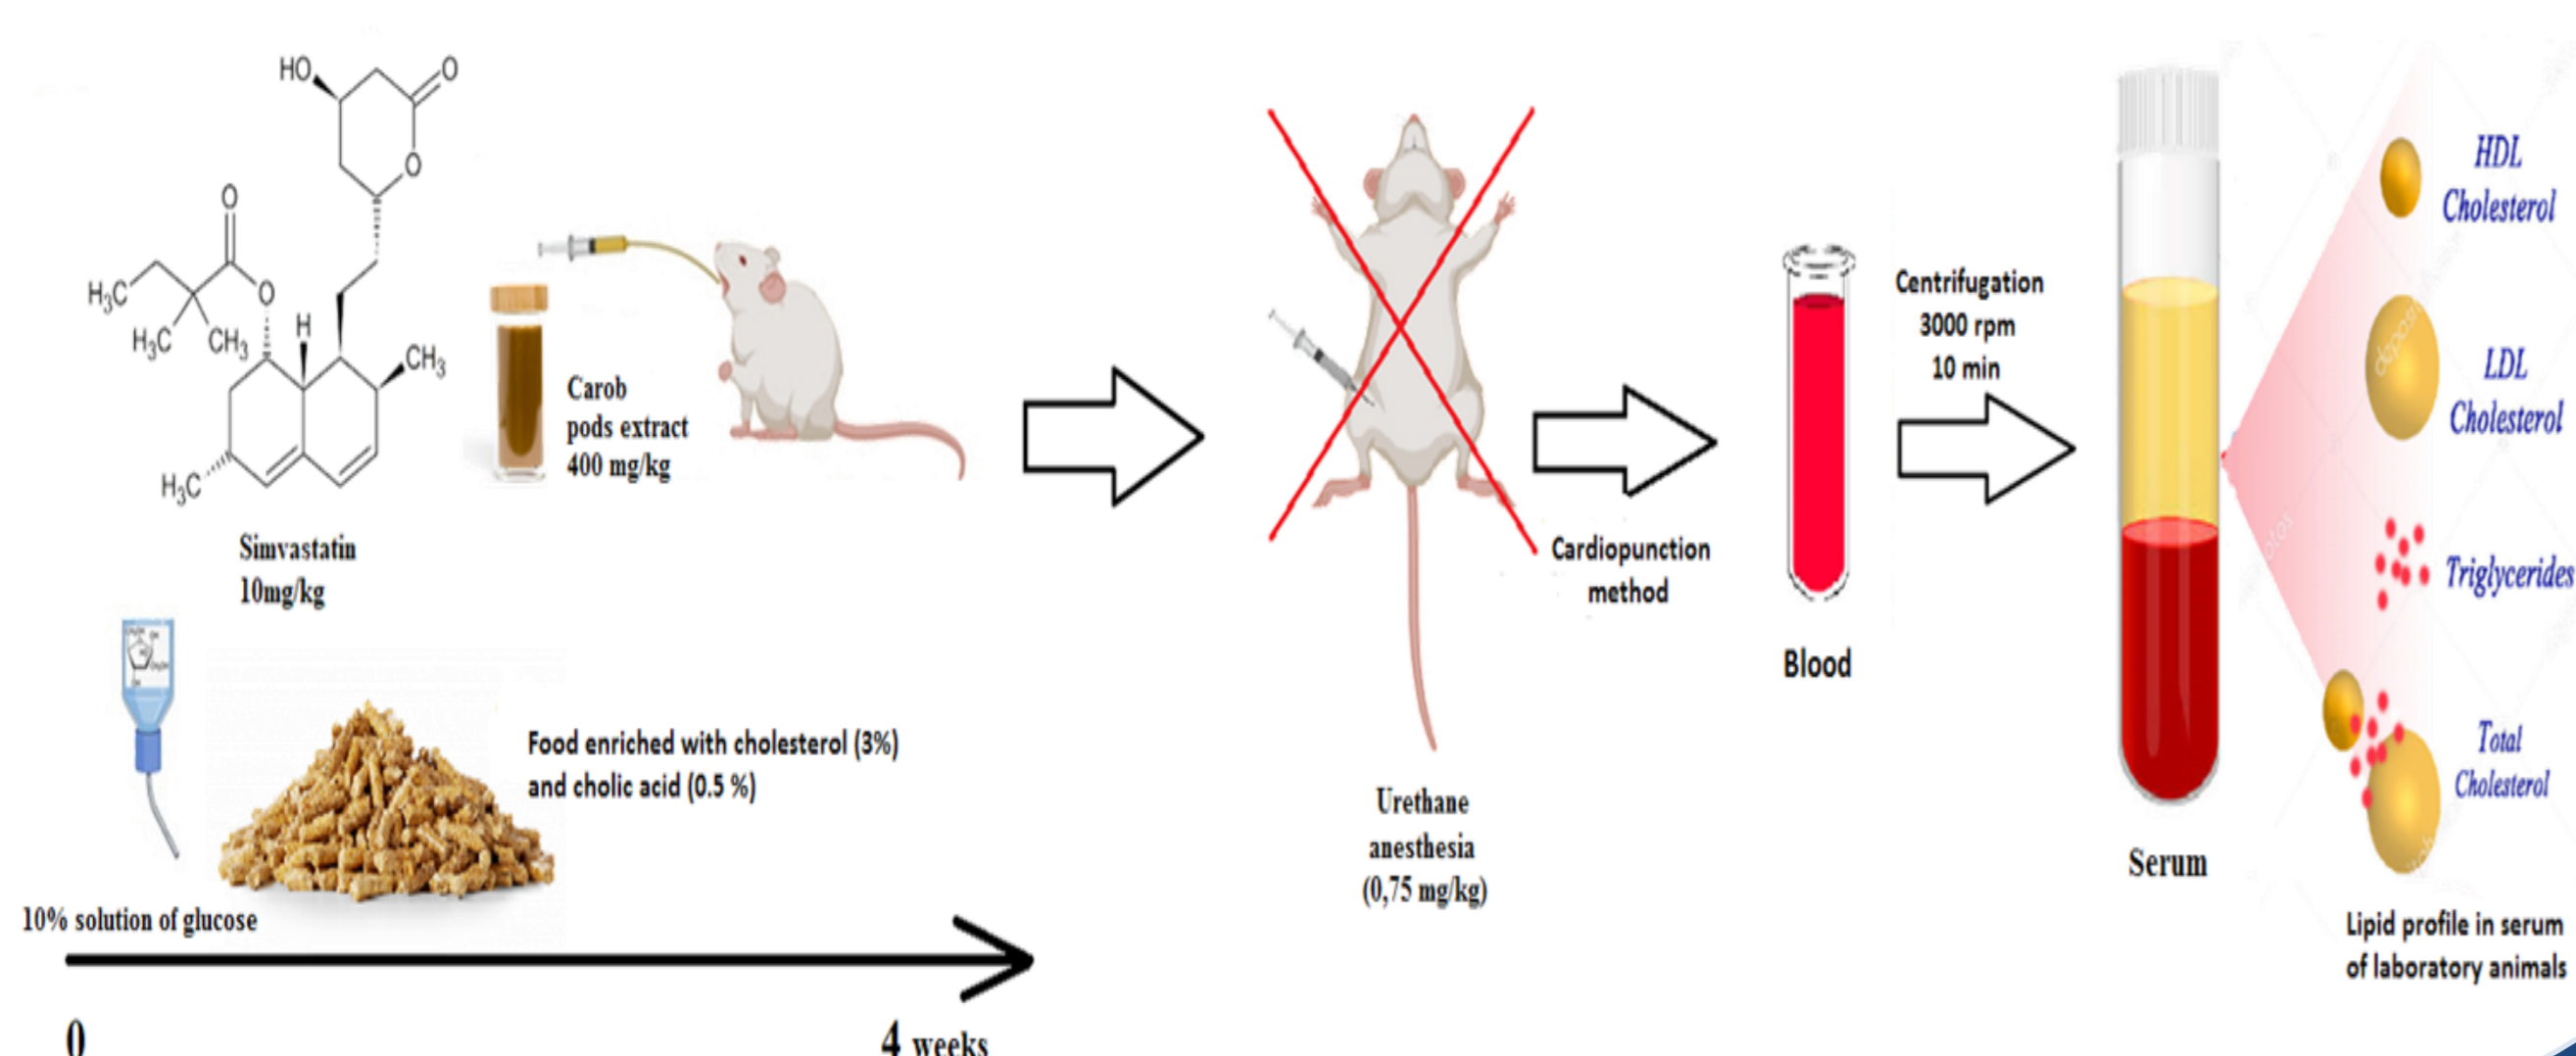 HO
O
O
O
O
H₃C
H₃C
CH₃
H
CH₃
H₃C
Simvastatin
10mg/kg
Carob
pods extract
400 mg/kg
Food enriched with cholesterol (3%)
and cholic acid (0.5 %)
10% solution of glucose
0
4 weeks
Urethane
anesthesia
(0,75 mg/kg)
Cardiopunction
method
Blood
Centrifugation
3000 rpm
10 min
Serum
HDL
Cholesterol
LDL
Cholesterol
Triglycerides
Total
Cholesterol
Lipid profile in serum
of laboratory animals